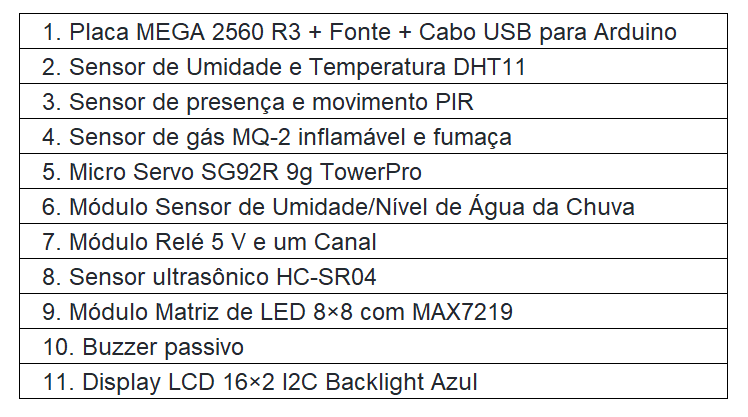 1. Placa MEGA 2560 R3 + Fonte + Cabo USB para Arduino
2. Sensor de Umidade e Temperatura DHT11
3. Sensor de presença e movimento PIR
4. Sensor de gás MQ-2 inflamável e fumaça
5. Micro Servo SG92R 9g TowerPro
6. Módulo Sensor de Umidade/Nível de Água da Chuva
7. Módulo Relé 5 V e um Canal
8. Sensor ultrasônico HC-SR04
9. Módulo Matriz de LED 8×8 com MAX7219
10. Buzzer passivo
11. Display LCD 16×2 I2C Backlight Azul